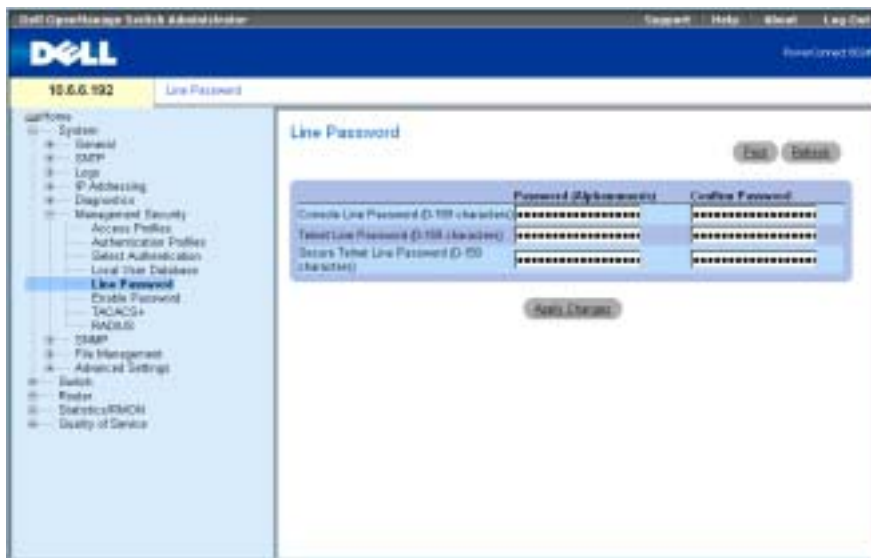 Dell OpenManage Switch Administrator
Support Help About Log Out
DELL
PowerConnect
10.6.6.192
Line Password
Home
System
General
SNTP
Logs
IP Addressing
Diagnostics
Management Security
Access Profiles
Authentication Profiles
Select Authentication
Local User Database
Line Password
Enable Password
TACACS+
RADIUS
SNMP
File Management
Advanced Settings
Switch
Router
Statistics/RMON
Quality of Service
Line Password
Print Refresh
Password (Alphanumeric) Confirm Password
Console Line Password (0-159 characters)
Telnet Line Password (0-159 characters)
Secure Telnet Line Password (0-159
characters)
Apply Changes